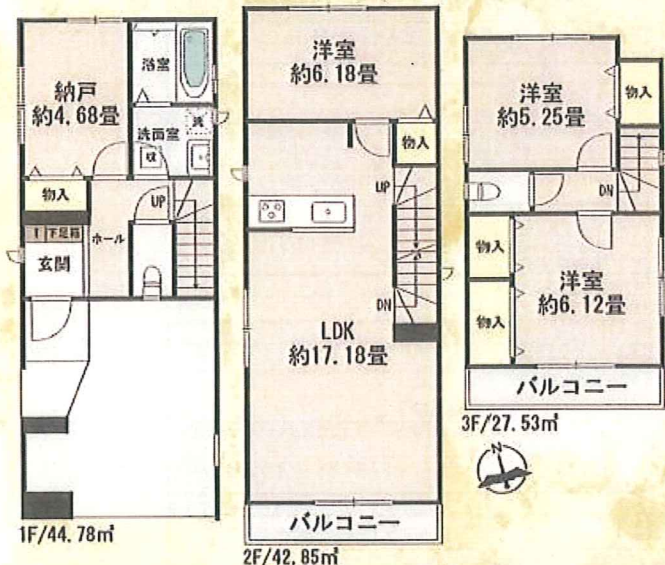 浴室
納戸
約4.68畳
洗面室
洗
物入
UP
ホール
下足箱
玄関
1F/44.78㎡
洋室
約6.18畳
物入
UP
DN
LDK
約17.18畳
バルコニー
2F/42.85㎡
洋室
約5.25畳
物入
DN
物入
洋室
約6.12畳
物入
バルコニー
3F/27.53㎡
N